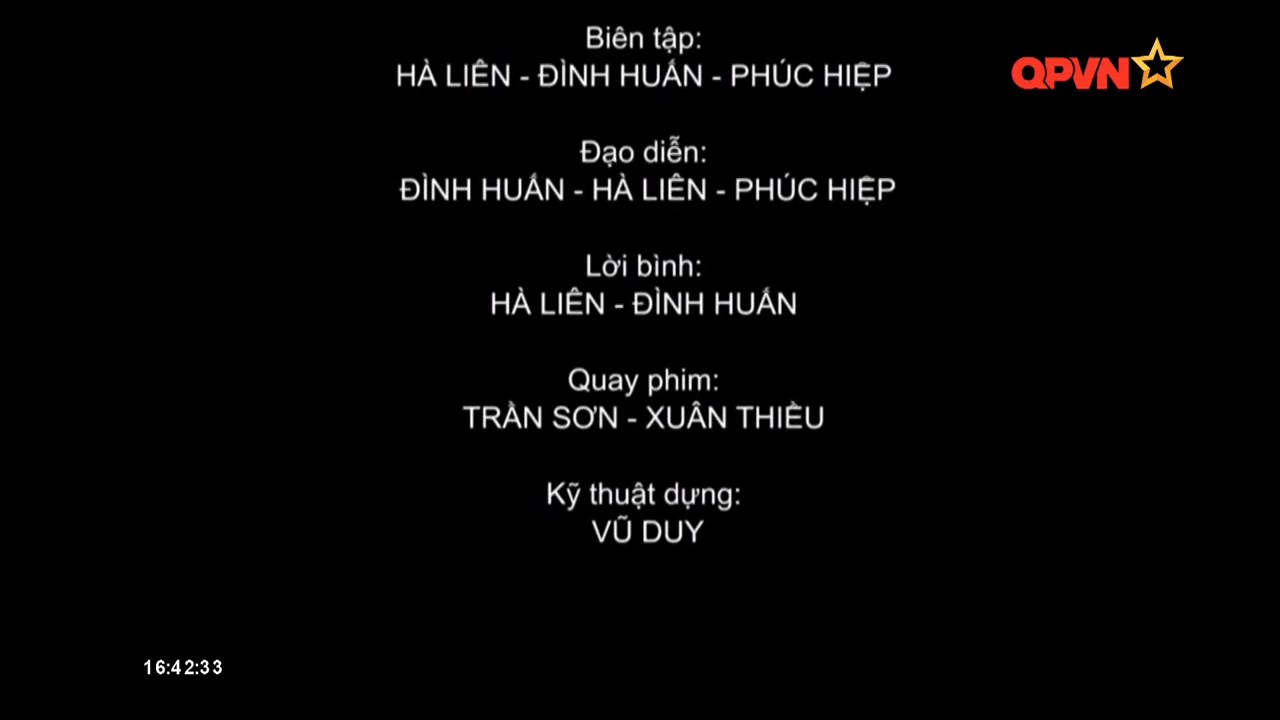 Biên tập:
HÀ LIÊN - ĐÌNH HUẤN - PHÚC HIỆP
QPVN
Đạo diễn:
ĐÌNH HUẤN - HÀ LIÊN - PHÚC HIỆP
Lời bình:
HÀ LIÊN - ĐÌNH HUẤN
Quay phim:
TRẦN SƠN - XUÂN THIỀU
Kỹ thuật dựng:
VŨ DUY
16:42:33